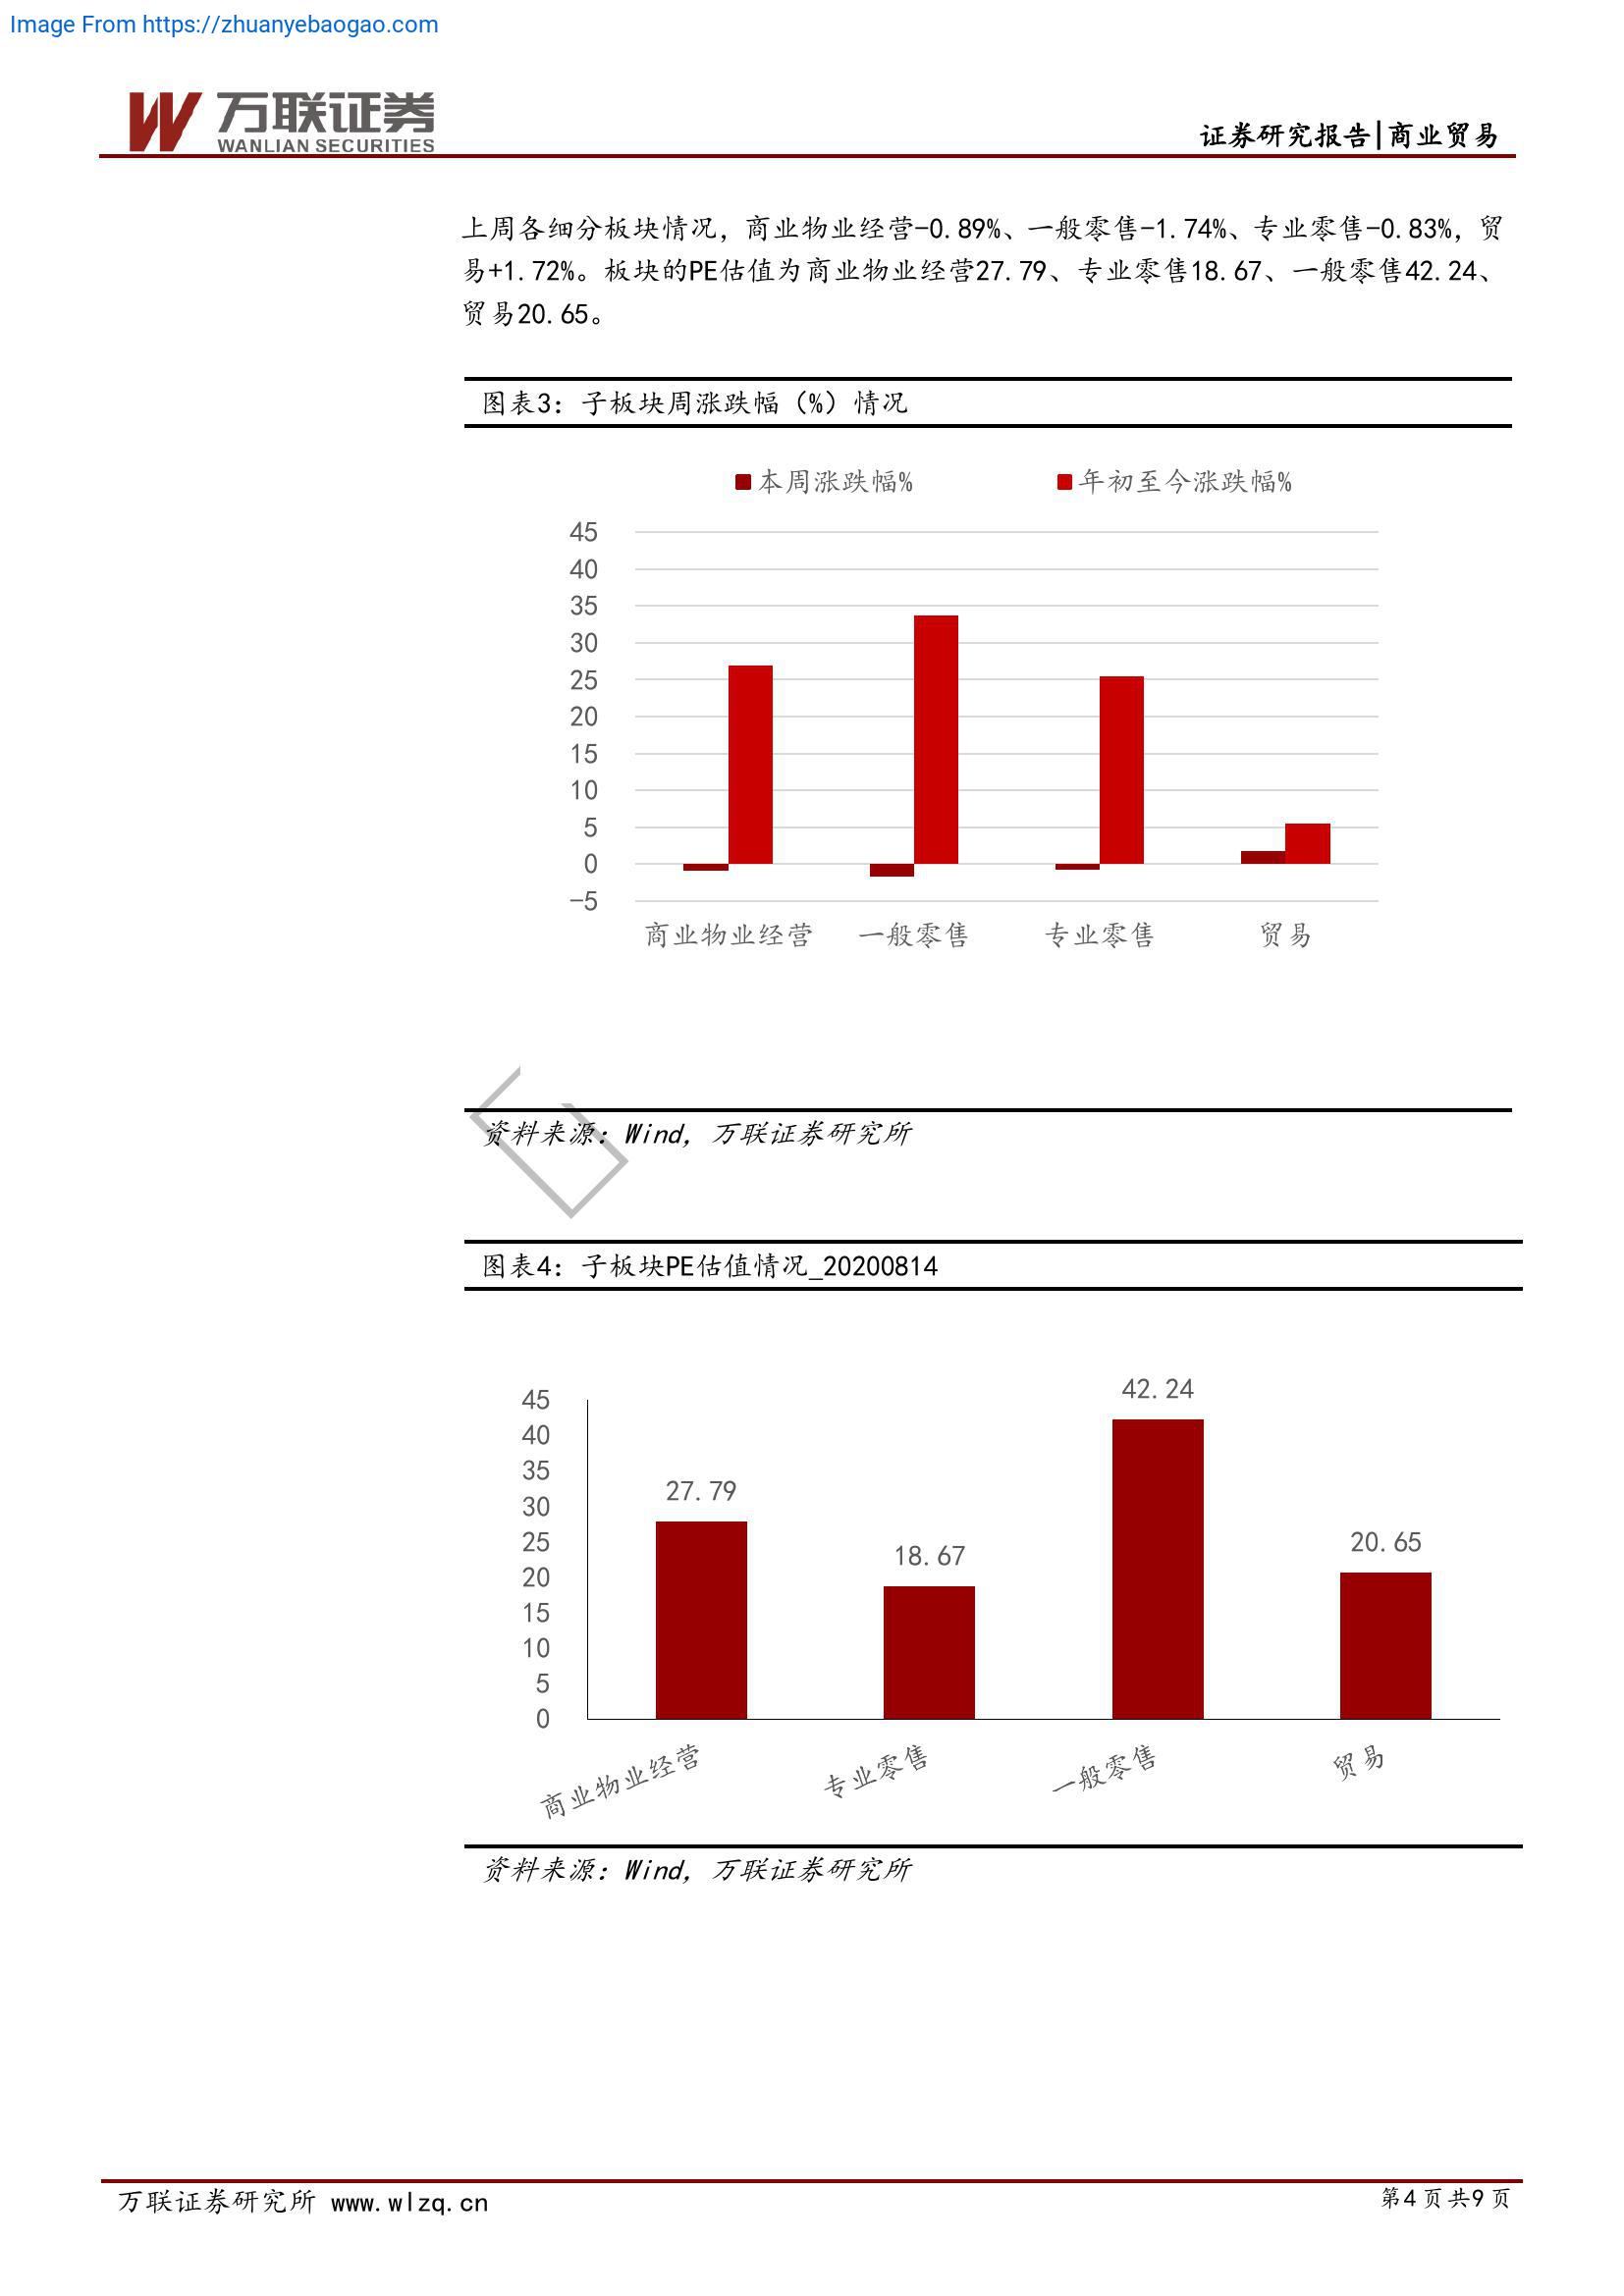 Image From https://zhuanyebaogao.com
万联证券
WANLIAN SECURITIES
证券研究报告|商业贸易
上周各细分板块情况，商业物业经营-0.89%、一般零售-1.74%、专业零售-0.83%，贸
易+1.72%。板块的PE估值为商业物业经营27.79、专业零售18.67、一般零售42.24、
贸易20.65。
图表3：子板块周涨跌幅（%）情况
本周涨跌幅% 年初至今涨跌幅%
45
40
35
30
25
20
15
10
5
0
-5
商业物业经营 一般零售 专业零售 贸易
资料来源：Wind，万联证券研究所
图表4：子板块PE估值情况_20200814
45
40
35
30
25
20
15
10
5
0
27.79
18.67
42.24
20.65
商业物业经营 专业零售 一般零售 贸易
资料来源：Wind，万联证券研究所
万联证券研究所 www.wlzq.cn
第4页共9页